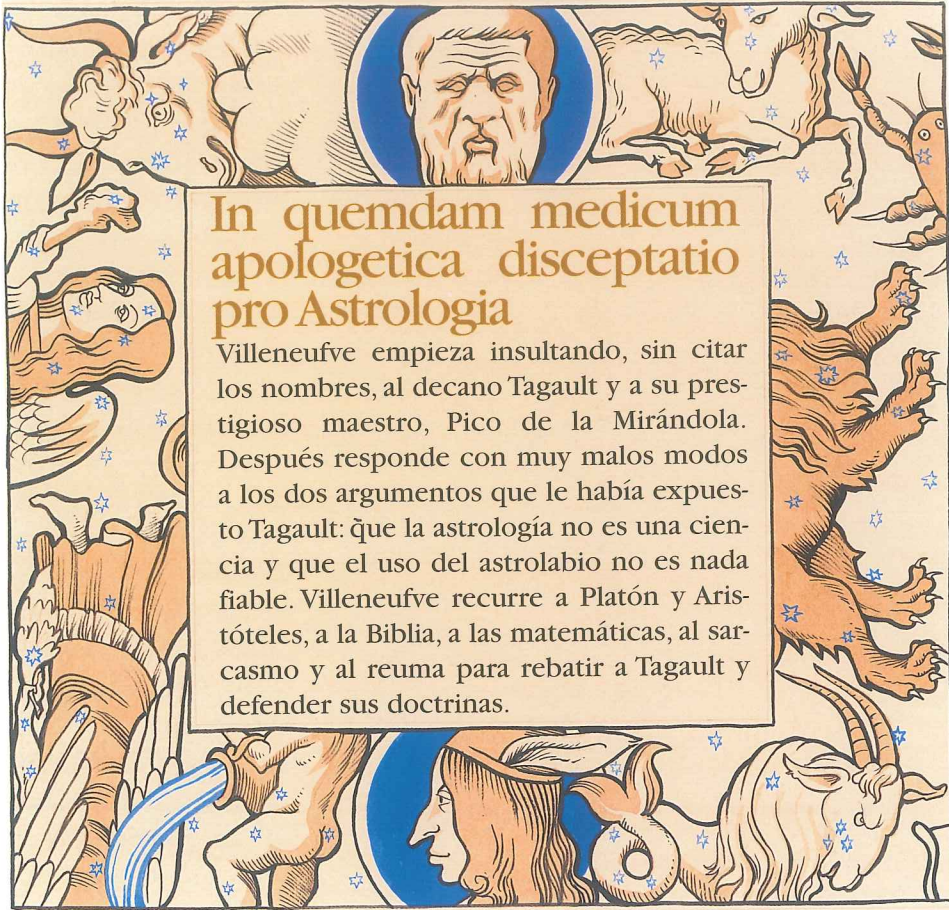 In quemdam medicum
apologetica disceptatio
pro Astrologia
Villeneufve empieza insultando, sin citar
los nombres, al decano Tagault y a su pres-
tigioso maestro, Pico de la Mirándola.
Después responde con muy malos modos
a los dos argumentos que le había expues-
to Tagault: que la astrología no es una cien-
cia y que el uso del astrolabio no es nada
fiable. Villeneufve recurre a Platón y Aris-
tóteles, a la Biblia, a las matemáticas, al sar-
casmo y al reuma para rebatir a Tagault y
defender sus doctrinas.